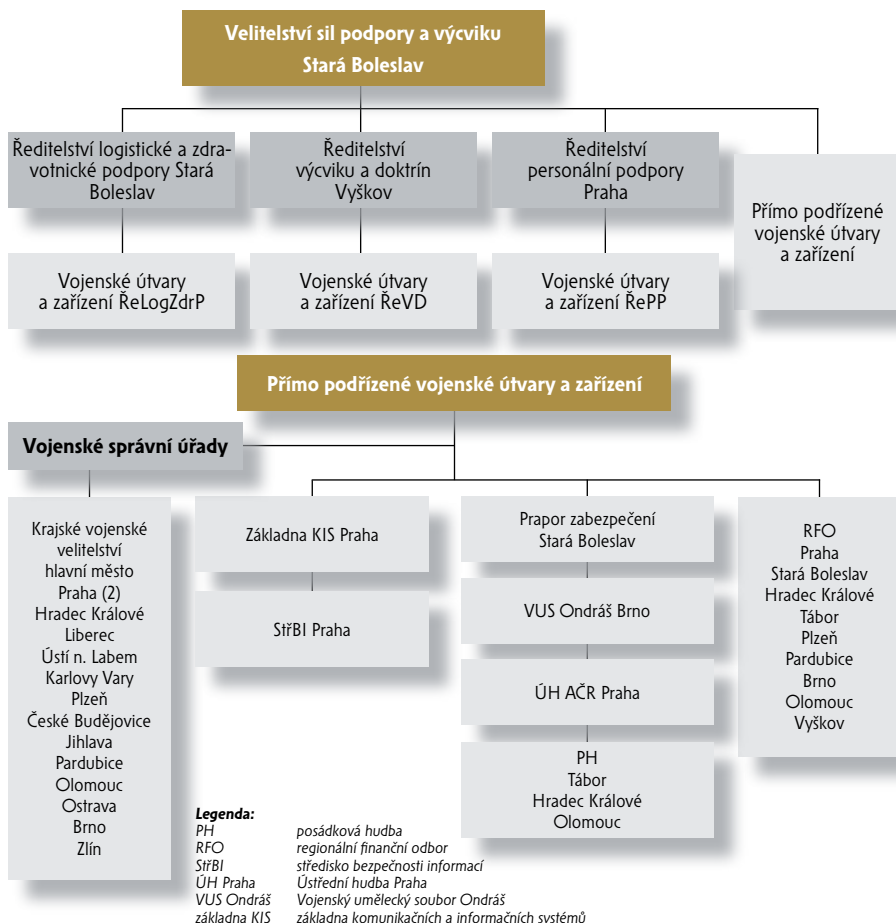 Velitelství sil podpory a výcviku
Stará Boleslav
Ředitelství logistické a zdra-
votnické podpory Stará
Boleslav
Ředitelství
výcviku a doktrín
Vyškov
Ředitelství
personální podpory
Praha
Přímo podřízené
vojenské útvary
a zařízení
Vojenské útvary
a zařízení ŘeLogZdrP
Vojenské útvary
a zařízení ŘeVD
Vojenské útvary
a zařízení ŘePP
Přímo podřízené vojenské útvary a zařízení
Vojenské správní úřady
Krajské vojenské
velitelství
hlavní město
Praha (2)
Hradec Králové
Liberec
Ústí n. Labem
Karlovy Vary
Plzeň
České Budějovice
Jihlava
Pardubice
Olomouc
Ostrava
Brno
Zlín
Základna KIS Praha
StřBI Praha
Prapor zabezpečení
Stará Boleslav
VUS Ondráš Brno
ÚH AČR Praha
PH
Tábor
Hradec Králové
Olomouc
RFO
Praha
Stará Boleslav
Hradec Králové
Tábor
Plzeň
Pardubice
Brno
Olomouc
Vyškov
Legenda:
PH posádková hudba
RFO regionální finanční odbor
StřBI středisko bezpečnosti informací
ÚH Praha Ústřední hudba Praha
VUS Ondráš Vojenský umělecký soubor Ondráš
základna KIS základna komunikačních a informačních systémů